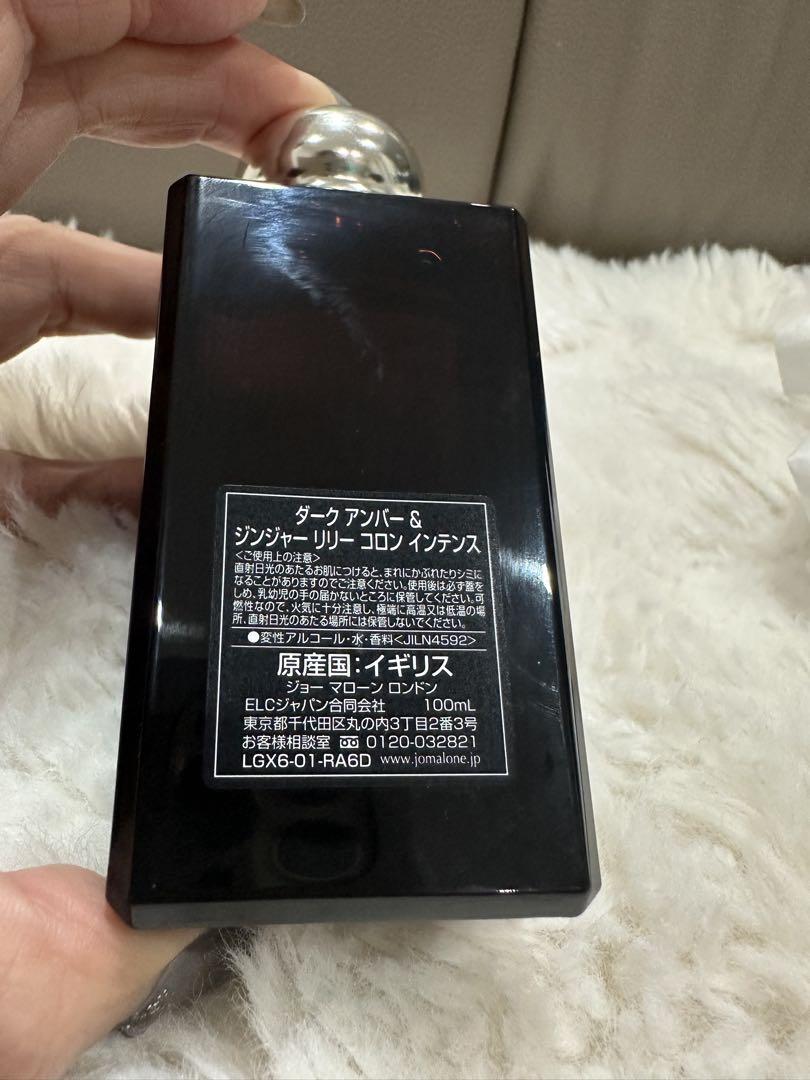 ダーク アンバー &
ジンジャー リリー コロン インテンス
<ご使用上の注意>
直射日光のあたるお肌につけると、まれにかぶれたりシミに
なることがありますのでご注意ください。使用後は必ず蓋を
しめ、乳幼児の手の届かないところに保管してください。可
燃性なので、火気に十分注意し、極端に高温又は低温の場
所、直射日光のあたる場所には保管しないでください。
●変性アルコール・水・香料<JILN4592>
原産国：イギリス
ジョー マローン ロンドン
ELCジャパン合同会社 100mL
東京都千代田区丸の内3丁目2番3号
お客様相談室 0120-032821
LGX6-01-RA6D www.jomalone.jp